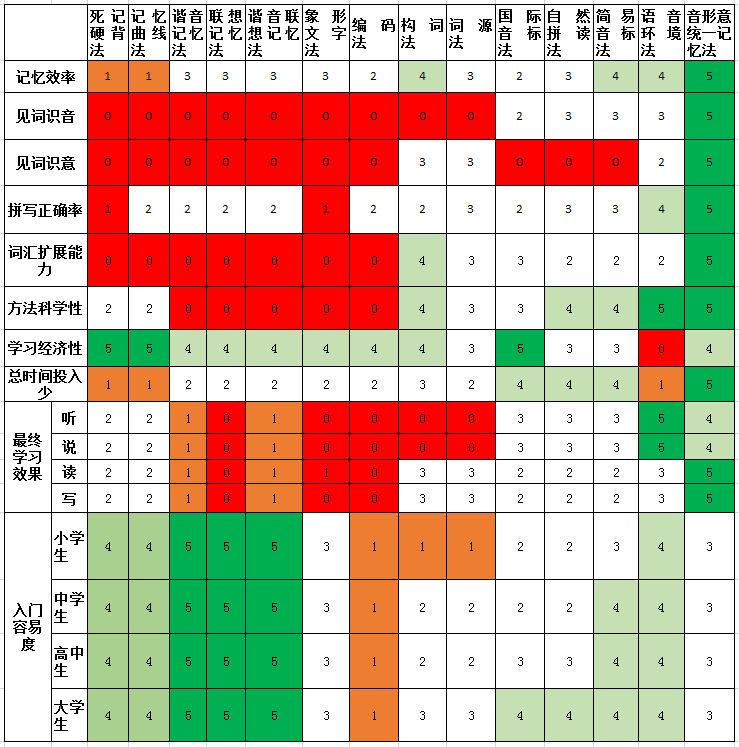 死记硬背法 记忆曲线法 谐音记忆法 联想记忆法 谐音联想记忆法 象形文字法 编码法 构词法 词源法 国际音标法 自然拼读法 简易音标法 语音环境法 音形意统一记忆法
记忆效率 1 1 3 3 3 3 2 4 3 2 3 4 4 5
见词识音 0 0 0 0 0 0 0 0 0 2 3 3 3 5
见词识意 0 0 0 0 0 0 0 3 3 0 0 0 2 5
拼写正确率 1 2 2 2 2 1 2 2 3 2 3 3 4 5
词汇扩展能力 0 0 0 0 0 0 0 4 3 3 2 2 2 5
方法科学性 2 2 0 0 0 0 0 4 3 3 4 4 5 5
学习经济性 5 5 4 4 4 4 4 4 3 5 3 3 0 4
总时间投入少 1 1 2 2 2 2 2 3 2 4 4 4 1 5
最终学习效果
听 2 2 1 0 1 0 0 0 0 3 3 3 5 4
说 2 2 1 0 1 0 0 0 0 3 3 3 5 4
读 2 2 1 0 1 1 0 3 3 2 2 2 3 5
写 2 2 1 0 1 0 0 3 3 2 2 2 3 5
入门容易度
小学生 4 4 5 5 5 3 1 1 1 2 2 3 4 3
中学生 4 4 5 5 5 3 1 2 2 2 2 4 4 3
高中生 4 4 5 5 5 3 1 2 2 3 3 4 4 3
大学生 4 4 5 5 5 3 1 3 3 4 4 4 4 3